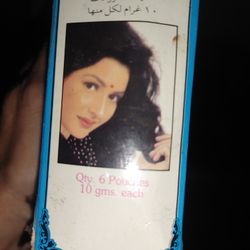 ١٠ غرام لكل منها
Qty. 6 Pouches
10 gms. each